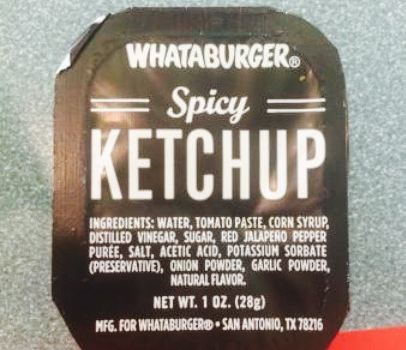 WHATABURGER®
Spicy
KETCHUP
INGREDIENTS: WATER, TOMATO PASTE, CORN SYRUP,
DISTILLED VINEGAR, SUGAR, RED JALAPEÑO PEPPER
PUREE, SALT, ACETIC ACID, POTASSIUM SORBATE
(PRESERVATIVE), ONION POWDER, GARLIC POWDER,
NATURAL FLAVOR.
NET WT. 1 OZ. (28g)
MFG. FOR WHATABURGER® • SAN ANTONIO, TX 78216